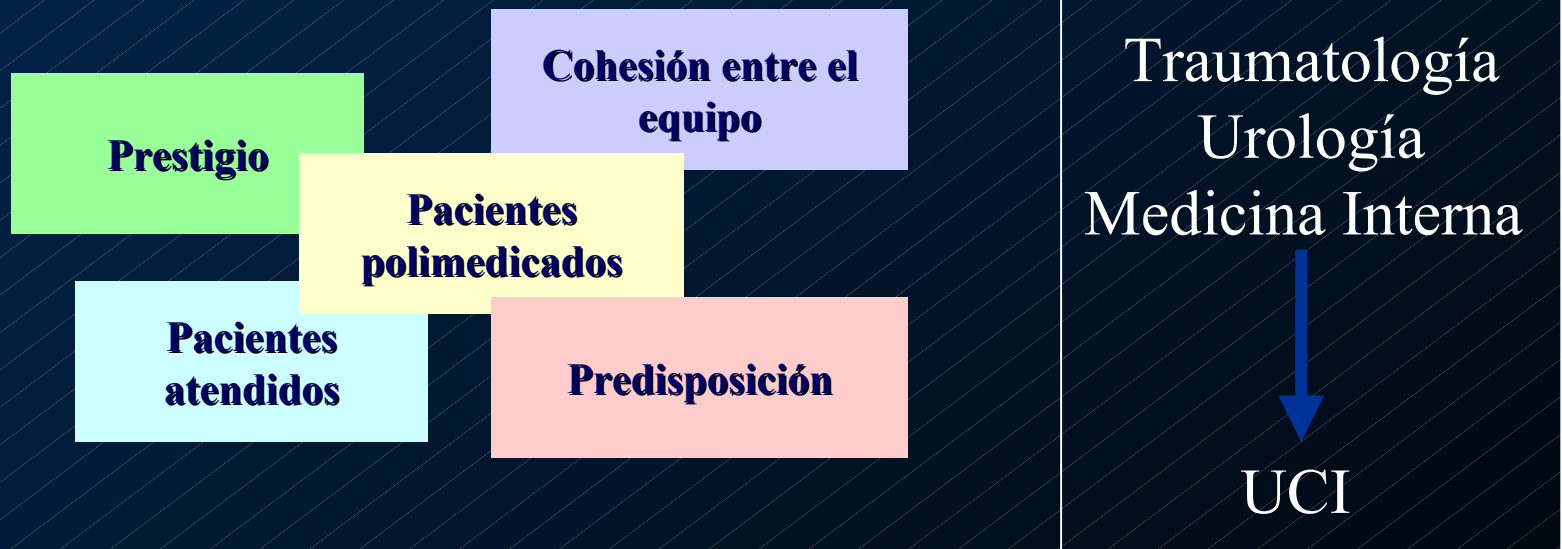 Prestigio
Cohesión entre el
equipo
Pacientes
polimedicados
Pacientes
atendidos
Predisposición
Traumatología
Urología
Medicina Interna
UCI